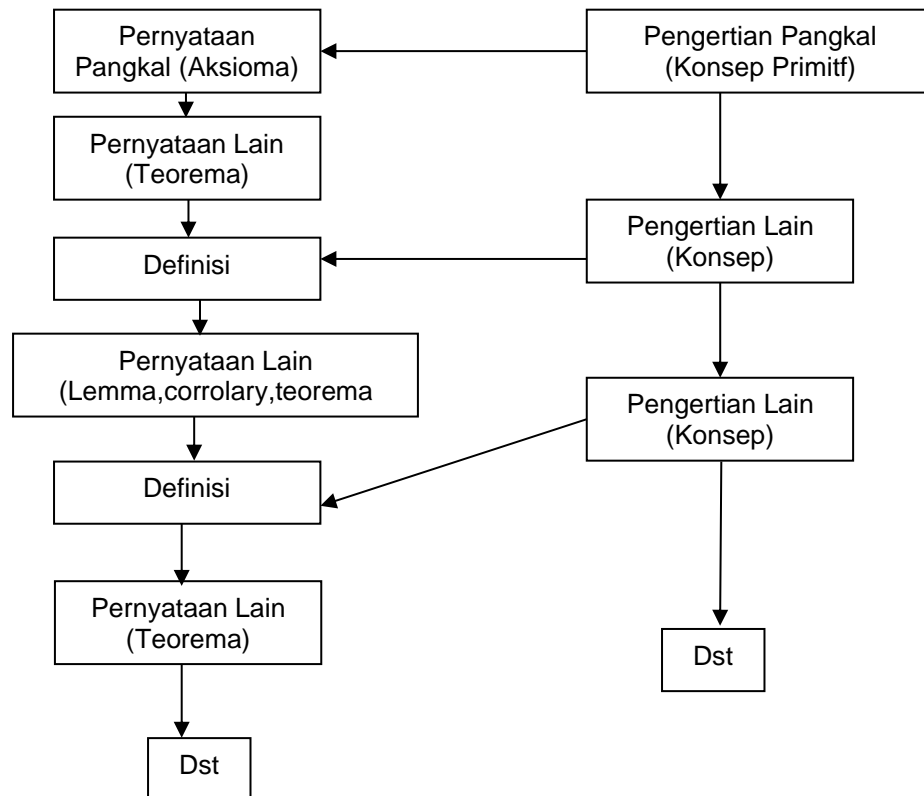 Pernyataan
Pangkal (Aksioma)
Pengertian Pangkal
(Konsep Primitf)
Pernyataan Lain
(Teorema)
Pengertian Lain
(Konsep)
Definisi
Pernyataan Lain
(Lemma,corrolary,teorema
Pengertian Lain
(Konsep)
Definisi
Pernyataan Lain
(Teorema)
Dst
Dst